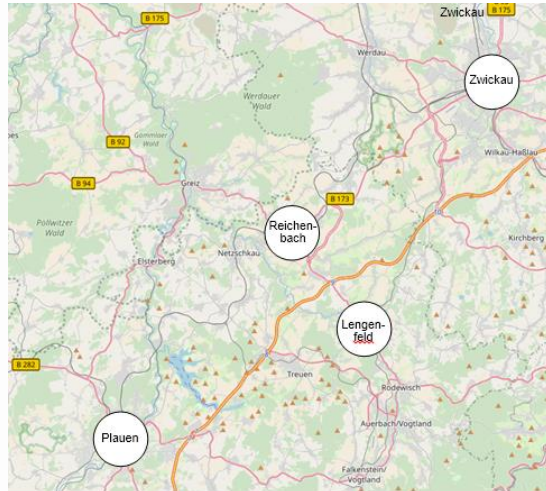 Zwickau
B 175
B 175
Werdau
Zwickau
Werdauer
Wald
Gommlaer
Wald
B 92
Wilkau-Haßlau
B 94
Greiz
B 173
Pöllwitzer
Wald
Reichen-
bach
Kirchberg
Netzschkau
Elsterberg
Lengen-
feld
B 282
Treuen
Rodewisch
Auerbach/Vogtland
Plauen
Falkenstein/
Vogtland